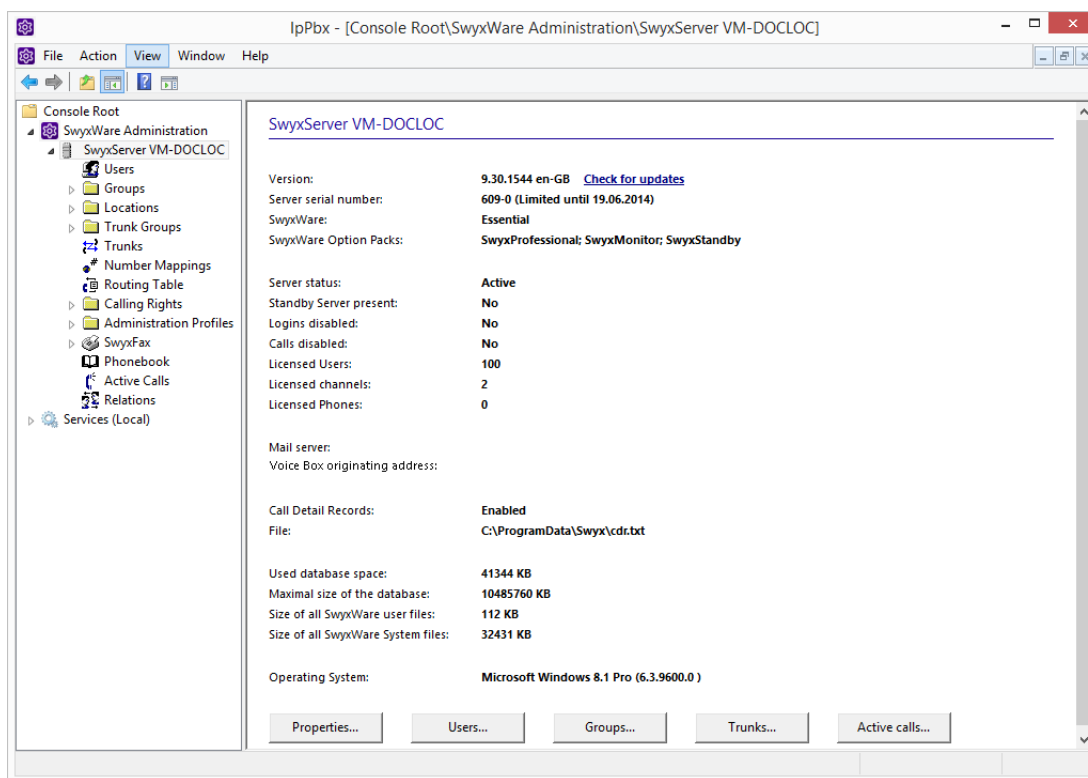 IpPbx - [Console Root\SwyxWare Administration\SwyxServer VM-DOCLOC]
File Action View Window Help
Console Root
SwyxWare Administration
SwyxServer VM-DOCLOC
Users
Groups
Locations
Trunk Groups
Trunks
Number Mappings
Routing Table
Calling Rights
Administration Profiles
SwyxFax
Phonebook
Active Calls
Relations
Services (Local)
SwyxServer VM-DOCLOC
Version: 9.30.1544 en-GB Check for updates
Server serial number: 609-0 (Limited until 19.06.2014)
SwyxWare: Essential
SwyxWare Option Packs: SwyxProfessional; SwyxMonitor; SwyxStandby
Server status: Active
Standby Server present: No
Logins disabled: No
Calls disabled: No
Licensed Users: 100
Licensed channels: 2
Licensed Phones: 0
Mail server:
Voice Box originating address:
Call Detail Records: Enabled
File: C:\ProgramData\Swyx\cdr.txt
Used database space: 41344 KB
Maximal size of the database: 10485760 KB
Size of all SwyxWare user files: 112 KB
Size of all SwyxWare System files: 32431 KB
Operating System: Microsoft Windows 8.1 Pro (6.3.9600.0 )
Properties... Users... Groups... Trunks... Active calls...